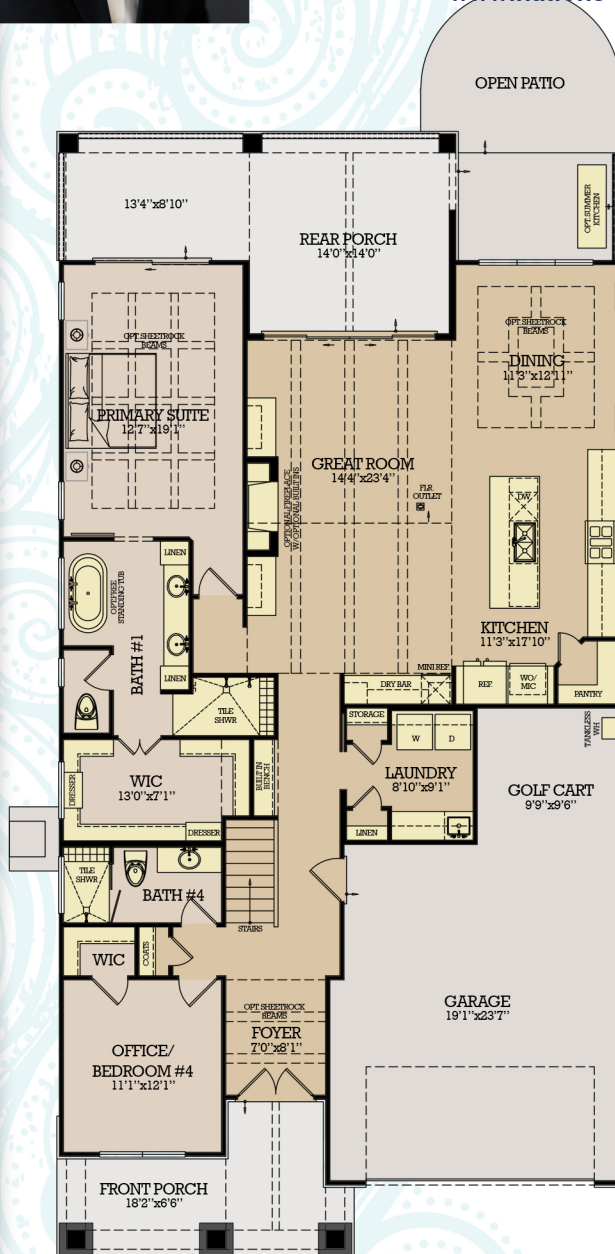 OPEN PATIO
OPT. SUMMER
KITCHEN
13'4"x8'10"
REAR PORCH
14'0"x14'0"
OPT. SHEETROCK
BEAMS
DINING
11'3"x12'11"
OPT. SHEETROCK
BEAMS
PRIMARY SUITE
12'7"x19'1"
GREAT ROOM
14'4"x23'4"
FLR.
OUTLET
OPTIONAL FIREPLACE
W/OPTIONAL BUILT INS
DW
LINEN
OPT. FREE
STANDING TUB
BATH #1
LINEN
KITCHEN
11'3"x17'10"
MINI REF.
DRY BAR
REF.
WO/
MIC
PANTRY
TILE
SHWR
STORAGE
W
D
TANKLESS
WH
WIC
13'0"x7'1"
DRESSER
DRESSER
BUILT IN
BENCH
LAUNDRY
8'10"x9'1"
LINEN
GOLF CART
9'9"x9'6"
TILE
SHWR
BATH #4
STAIRS
WIC
COATS
OPT. SHEETROCK
BEAMS
FOYER
7'0"x8'1"
GARAGE
19'1"x23'7"
OFFICE/
BEDROOM #4
11'1"x12'1"
FRONT PORCH
18'2"x6'6"